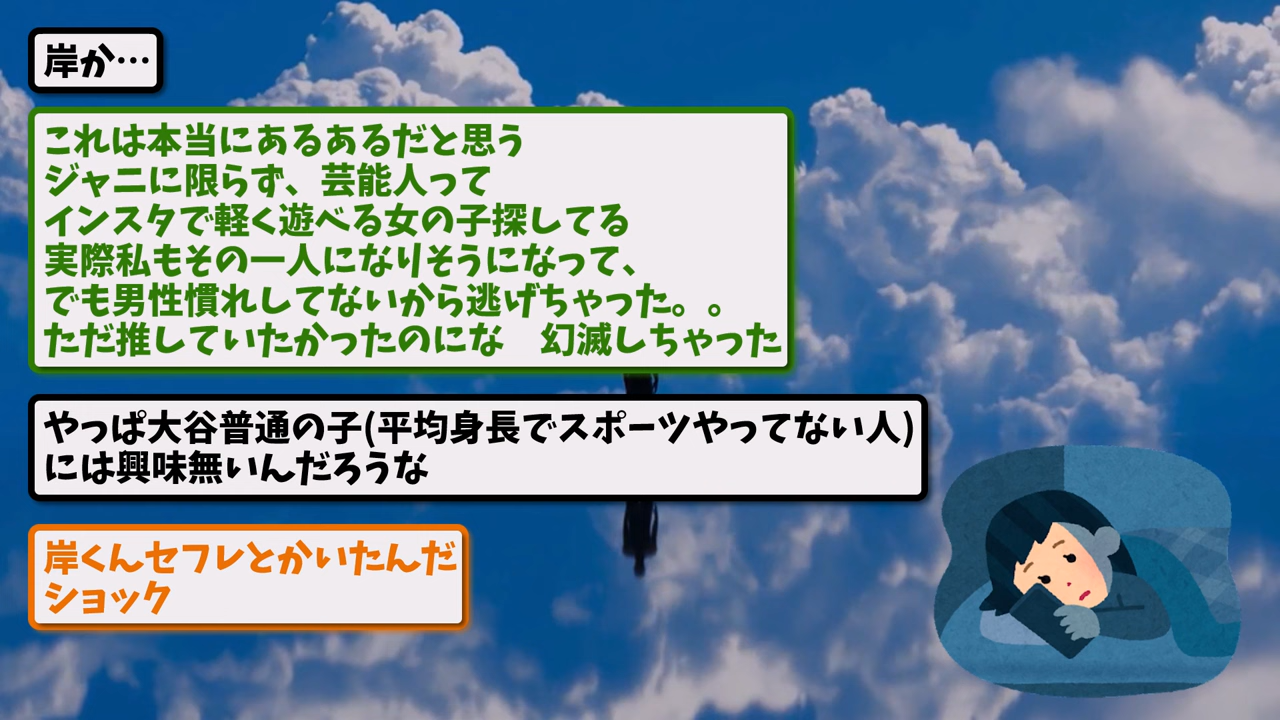 岸か…
これは本当にあるあるだと思う
ジャニに限らず、芸能人って
インスタで軽く遊べる女の子探してる
実際私もその一人になりそうになって、
でも男性慣れしてないから逃げちゃった。。
ただ推していたかったのにな　幻滅しちゃった
やっぱ大谷普通の子(平均身長でスポーツやってない人)
には興味無いんだろうな
岸くんセフレとかいたんだ
ショック